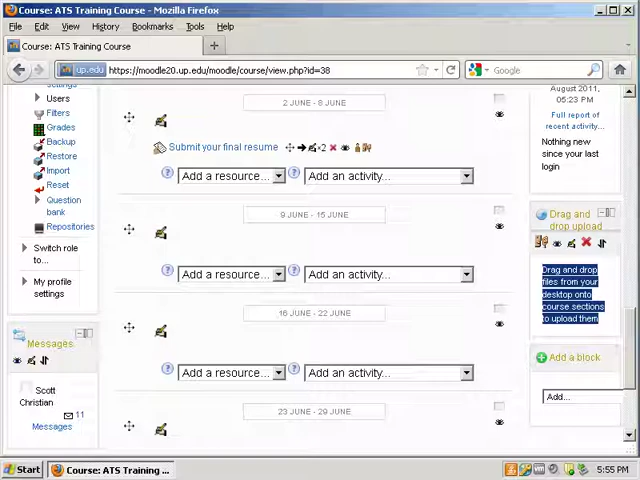 Course: ATS Training Course - Mozilla Firefox
File Edit View History Bookmarks Tools Help
Course: ATS Training Course
up.edu https://moodle20.up.edu/moodle/course/view.php?id=38
Google
Settings
Users
Filters
Grades
Backup
Restore
Import
Reset
Question
bank
Repositories
Switch role
to...
My profile
settings
Messages
Scott
Christian
11
Messages
2 JUNE - 8 JUNE
Submit your final resume
×2
Add a resource... Add an activity...
9 JUNE - 15 JUNE
Add a resource... Add an activity...
16 JUNE - 22 JUNE
Add a resource... Add an activity...
23 JUNE - 29 JUNE
August 2011,
05:23 PM
Full report of
recent activity...
Nothing new
since your last
login
Drag and
drop upload
Drag and drop
files from your
desktop onto
course sections
to upload them
Add a block
Add...
Start
Course: ATS Training ...
5:55 PM